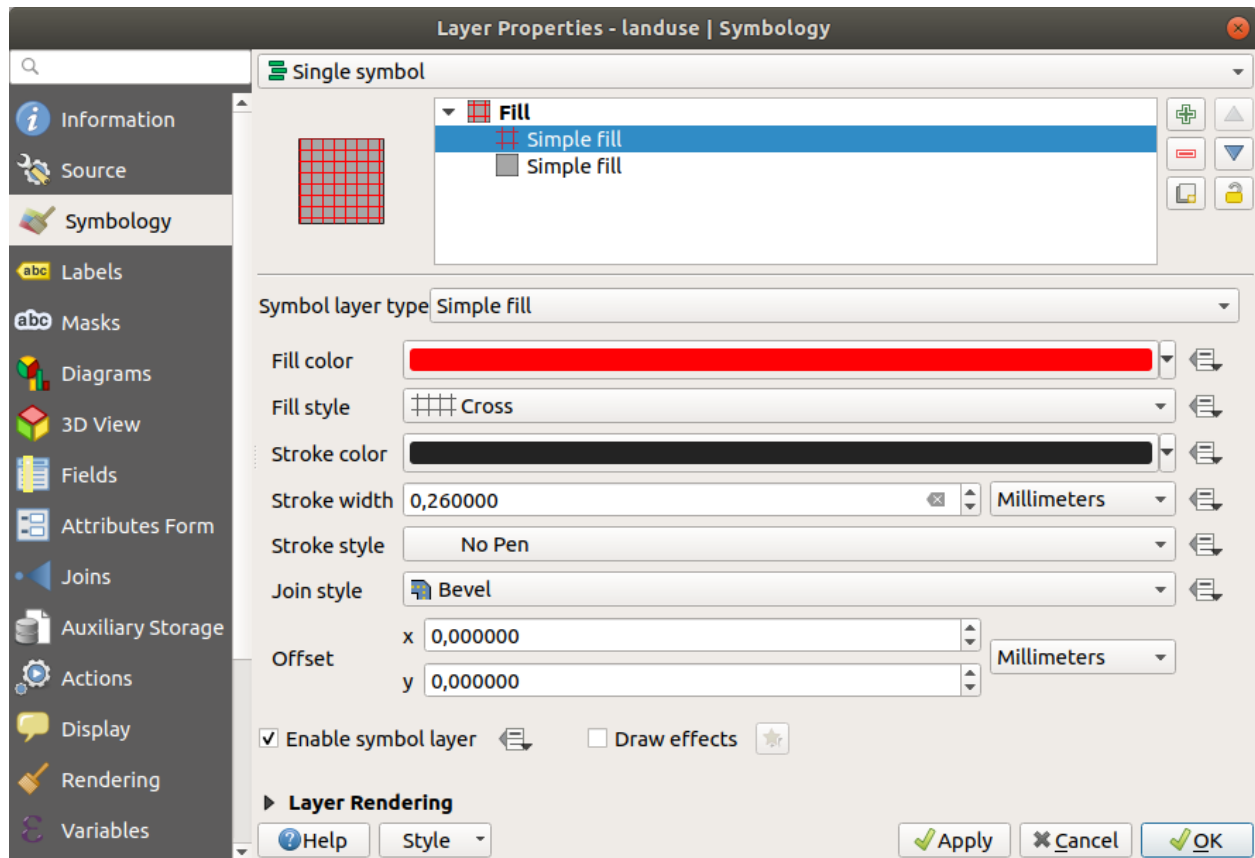 Layer Properties - landuse | Symbology
Single symbol
Information
Source
Symbology
abc Labels
abc Masks
Diagrams
3D View
Fields
Attributes Form
Joins
Auxiliary Storage
Actions
Display
Rendering
Variables
Fill
Simple fill
Simple fill
Symbol layer type Simple fill
Fill color
Fill style Cross
Stroke color
Stroke width 0,260000 Millimeters
Stroke style No Pen
Join style Bevel
Offset x 0,000000 Millimeters
y 0,000000
Enable symbol layer Draw effects
Layer Rendering
Help Style Apply Cancel OK